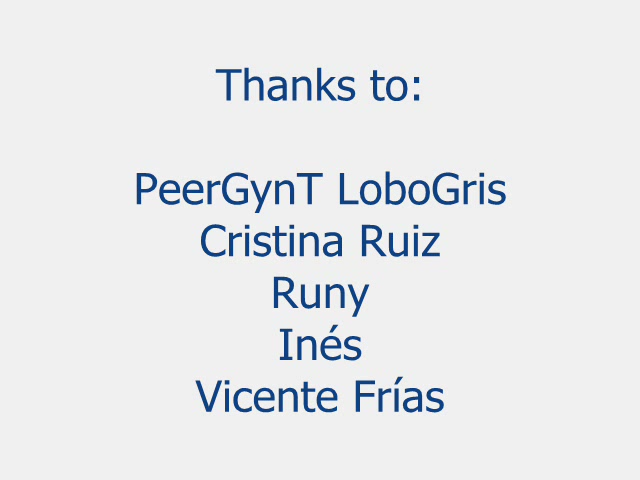 Thanks to:
PeerGynT LoboGris
Cristina Ruiz
Runy
Inés
Vicente Frías